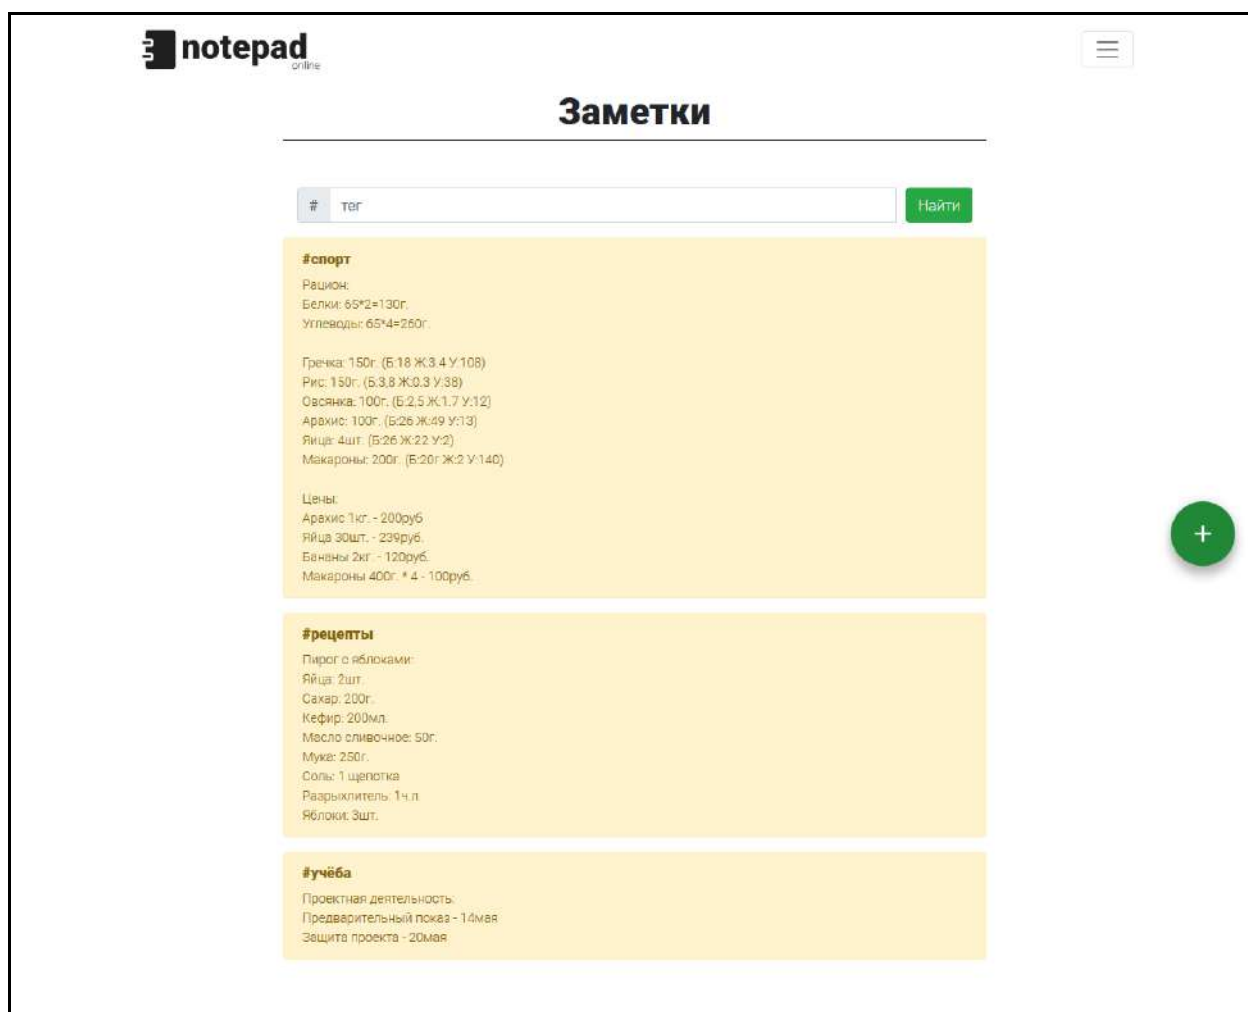 notepad
online
Заметки
# тег
Найти
#спорт
Рацион:
Белки: 65*2=130г.
Углеводы: 65*4=260г.
Гречка: 150г. (Б:18 Ж:3.4 У:108)
Рис: 150г. (Б:3,8 Ж:0.3 У:38)
Овсянка: 100г. (Б:2,5 Ж:1.7 У:12)
Арахис: 100г. (Б:26 Ж:49 У:13)
Яица: 4шт. (Б:26 Ж:22 У:2)
Макароны: 200г. (Б:20г Ж:2 У:140)
Цены:
Арахис 1кг. - 200руб
Яйца 30шт. - 239руб.
Бананы 2кг. - 120руб.
Макароны 400г. * 4 - 100руб.
+
#рецепты
Пирог с яблоками:
Яйца: 2шт.
Сахар: 200г.
Кефир: 200мл.
Масло сливочное: 50г.
Мука: 250г.
Соль: 1 щепотка
Разрыхлитель: 1ч.л
Яблоки: 3шт.
#учёба
Проектная деятельность:
Предварительный показ - 14мая
Защита проекта - 20мая